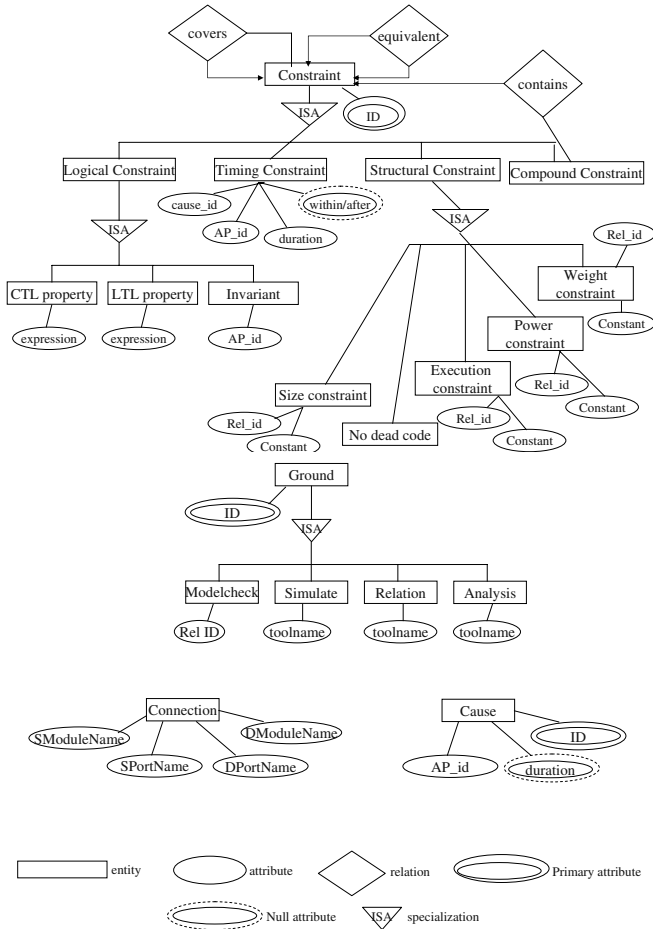 covers
equivalent
Constraint
contains
ISA
ID
Logical Constraint
Timing Constraint
Structural Constraint
Compound Constraint
cause_id
within/after
AP_id
duration
ISA
ISA
Rel_id
CTL property
LTL property
Invariant
Weight
constraint
expression
expression
AP_id
Constant
Power
constraint
Execution
constraint
Rel_id
Size constraint
Constant
Rel_id
Rel_id
No dead code
Constant
Constant
Ground
ID
ISA
Modelcheck
Simulate
Relation
Analysis
Rel ID
toolname
toolname
toolname
Connection
Cause
SModuleName
DModuleName
ID
SPortName
DPortName
AP_id
duration
entity
attribute
relation
Primary attribute
Null attribute
ISA
specialization